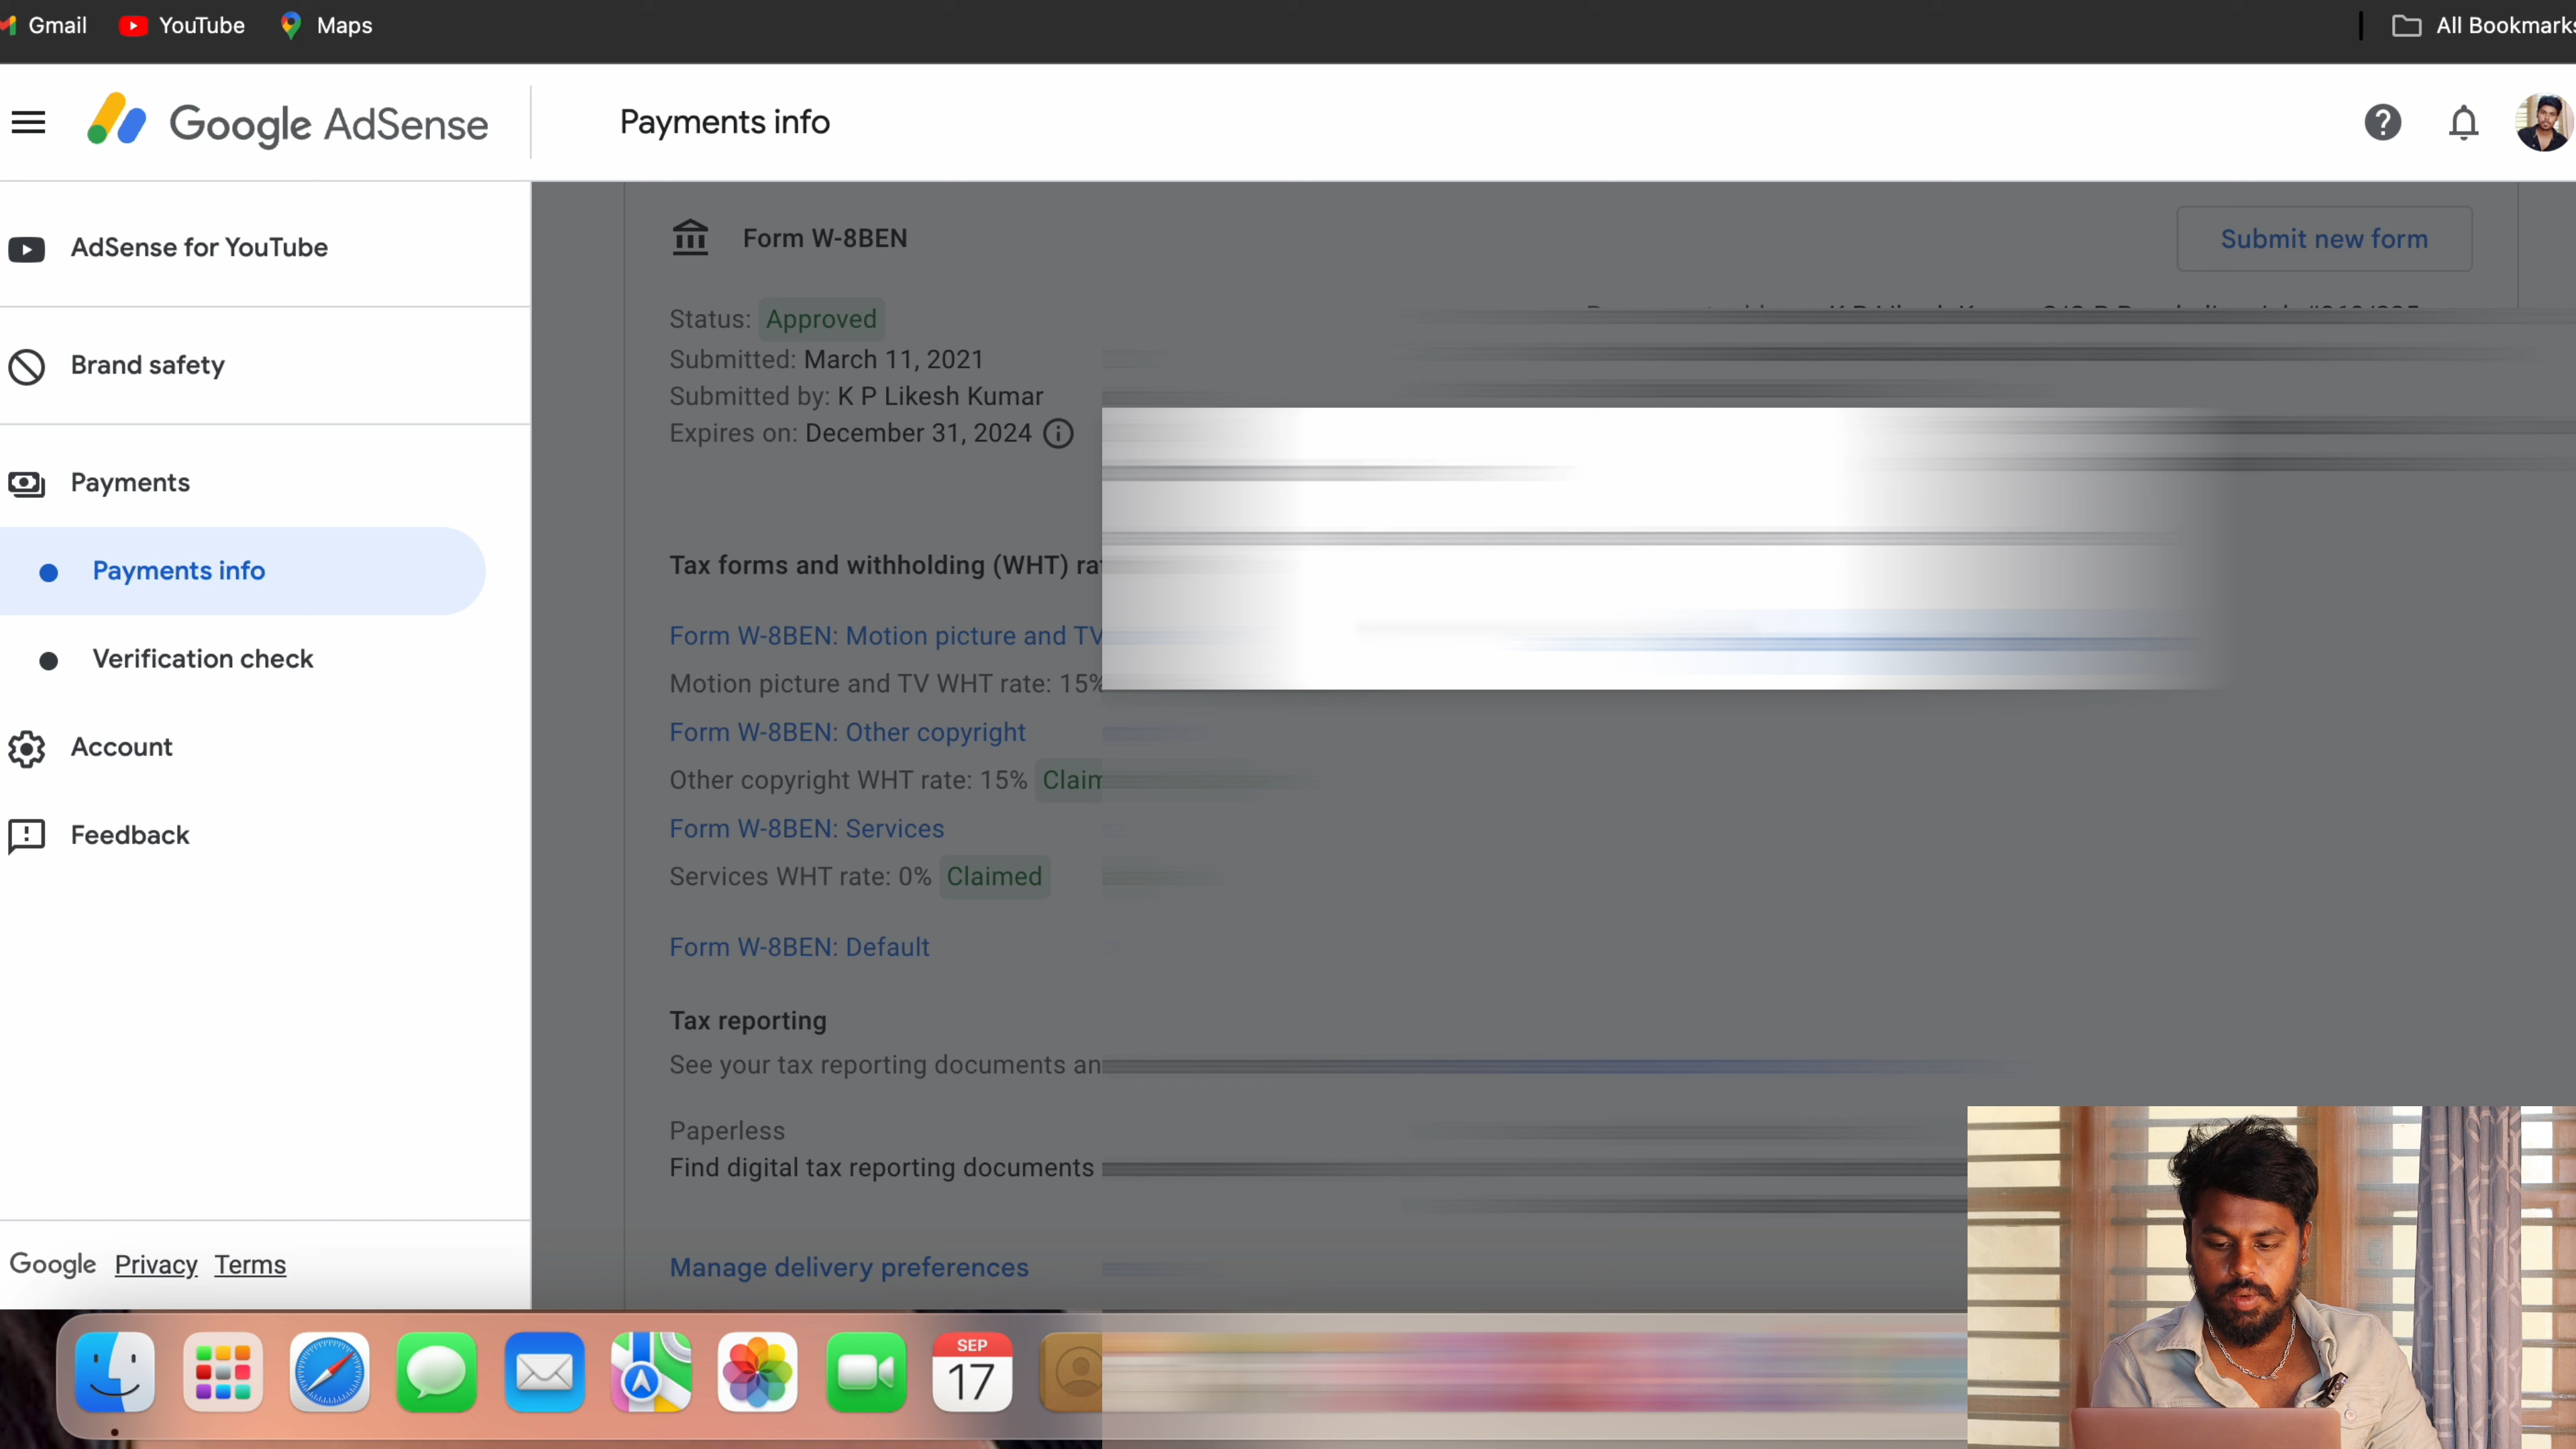 Gmail YouTube Maps All Bookmarks
Google AdSense Payments info
AdSense for YouTube
Brand safety
Payments
Payments info
Verification check
Account
Feedback
Google Privacy Terms
Form W-8BEN Submit new form
Status: Approved
Submitted: March 11, 2021
Submitted by: K P Likesh Kumar
Expires on: December 31, 2024
Tax forms and withholding (WHT)
Form W-8BEN: Motion picture and TV
Motion picture and TV WHT rate: 15%
Form W-8BEN: Other copyright
Other copyright WHT rate: 15%
Form W-8BEN: Services
Services WHT rate: 0% Claimed
Form W-8BEN: Default
Tax reporting
See your tax reporting documents
Paperless
Find digital tax reporting documents
Manage delivery preferences
SEP
17